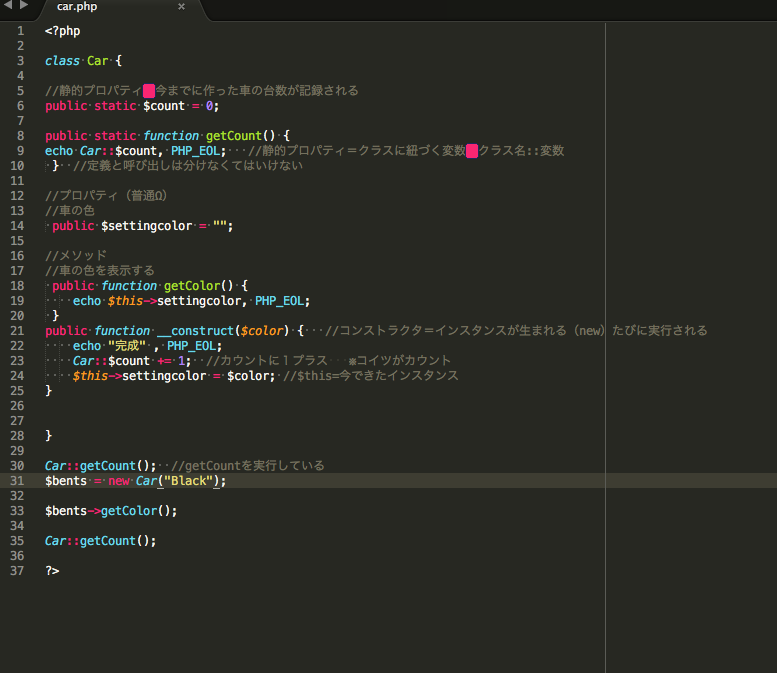 car.php ×
1 <?php
2
3 class Car {
4
5 //静的プロパティ 今までに作った車の台数が記録される
6 public static $count = 0;
7
8 public static function getCount() {
9 echo Car::$count, PHP_EOL; //静的プロパティ＝クラスに紐づく変数 クラス名::変数
10 } //定義と呼び出しは分けなくてはいけない
11
12 //プロパティ（普通Ω）
13 //車の色
14 public $settingcolor = "";
15
16 //メソッド
17 //車の色を表示する
18 public function getColor() {
19 echo $this->settingcolor, PHP_EOL;
20 }
21 public function __construct($color) { //コンストラクタ＝インスタンスが生まれる（new）たびに実行される
22 echo "完成" , PHP_EOL;
23 Car::$count += 1; //カウントに１プラス ※コイツがカウント
24 $this->settingcolor = $color; //$this=今できたインスタンス
25 }
26
27
28 }
29
30 Car::getCount(); //getCountを実行している
31 $bents = new Car("Black");
32
33 $bents->getColor();
34
35 Car::getCount();
36
37 ?>